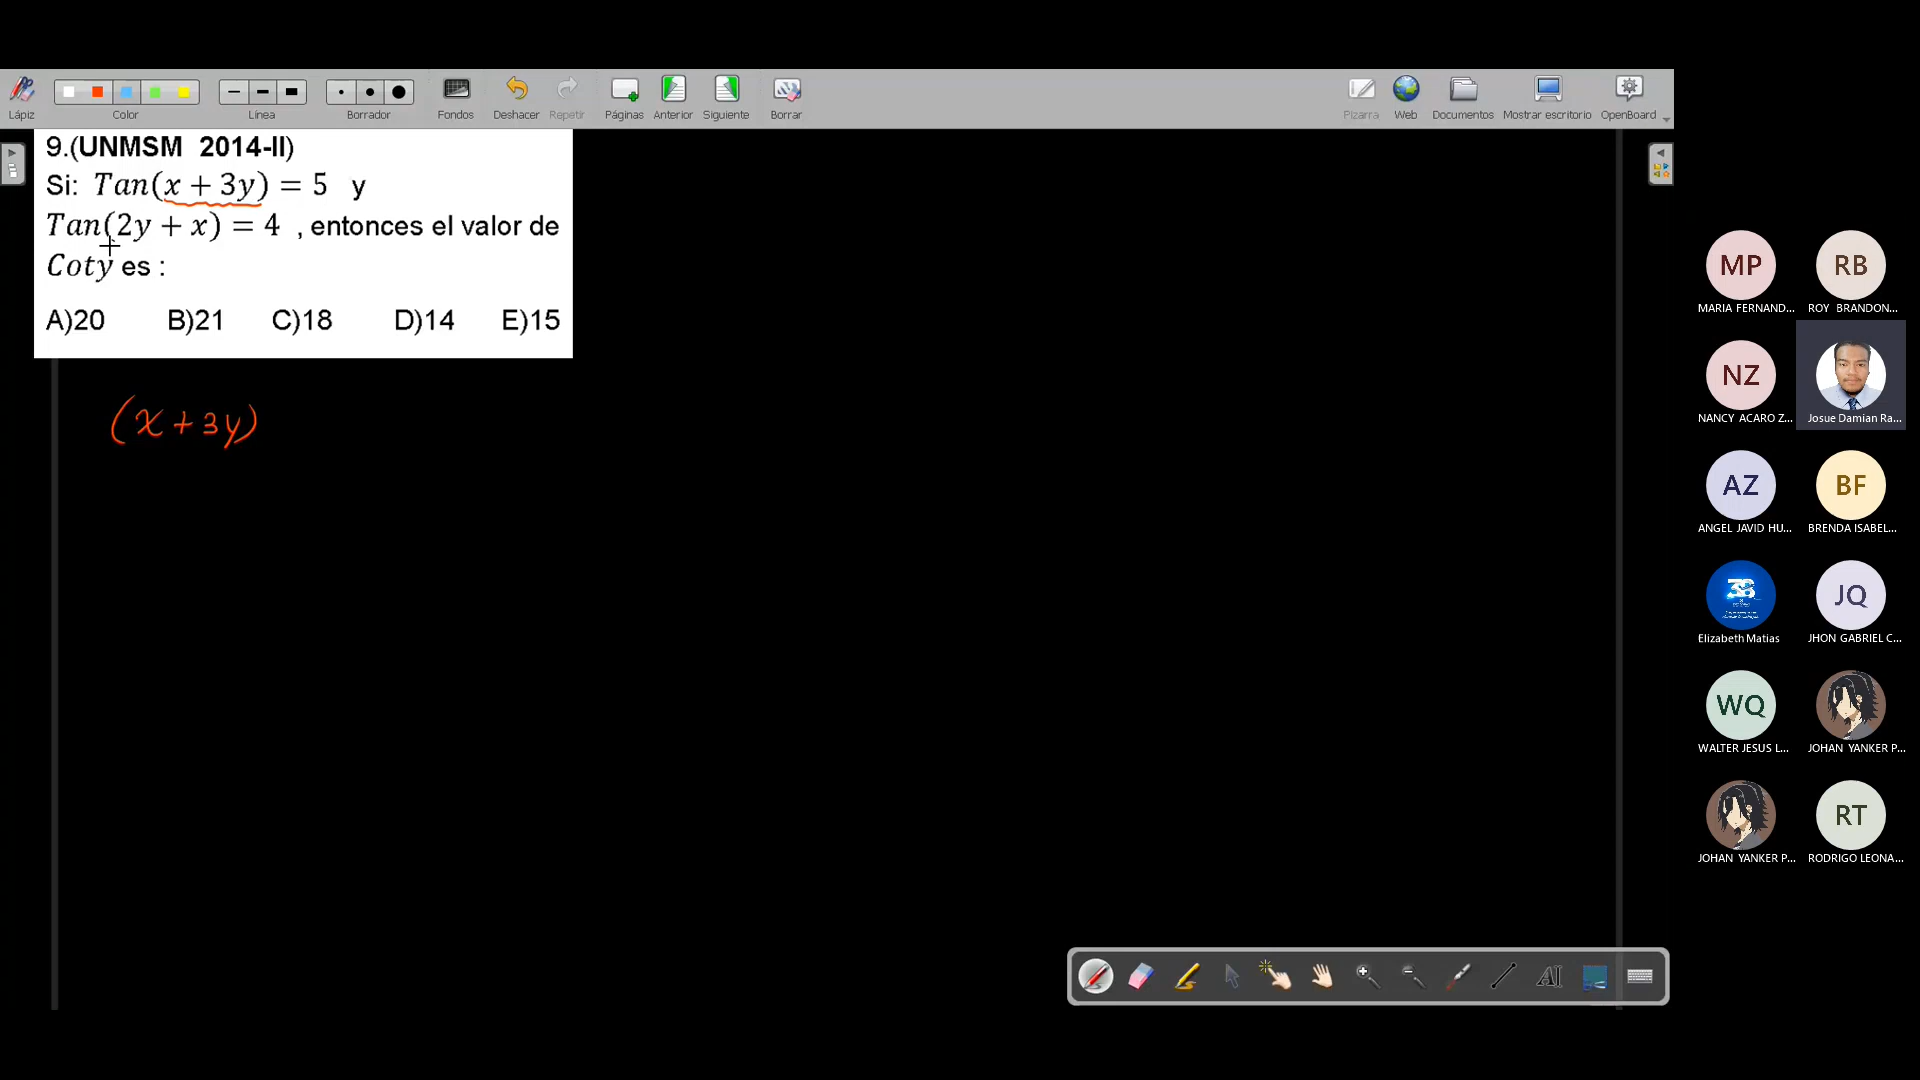 Lápiz Color Línea Borrador Fondos Deshacer Repetir Páginas Anterior Siguiente Borrar Pizarra Web Documentos Mostrar escritorio OpenBoard
9.(UNMSM 2014-II)
Si: Tan(x + 3y) = 5 y
Tan(2y + x) = 4 , entonces el valor de
Coty es :
A)20 B)21 C)18 D)14 E)15
(x + 3y)
MP RB
MARIA FERNAND... ROY BRANDON...
NZ
NANCY ACARO Z... Josue Damian Ra...
AZ BF
ANGEL JAVID HU... BRENDA ISABEL...
38 JQ
Elizabeth Matias JHON GABRIEL C...
WQ
WALTER JESUS L... JOHAN YANKER P...
RT
JOHAN YANKER P... RODRIGO LEONA...
AI